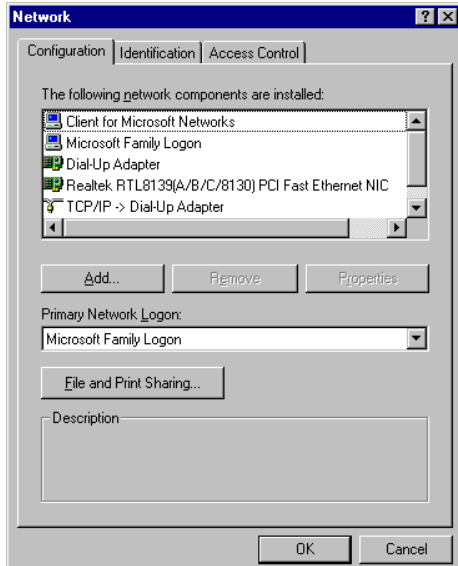 Network
Configuration Identification Access Control
The following network components are installed:
Client for Microsoft Networks
Microsoft Family Logon
Dial-Up Adapter
Realtek RTL8139(A/B/C/8130) PCI Fast Ethernet NIC
TCP/IP -> Dial-Up Adapter
Add... Remove Properties
Primary Network Logon:
Microsoft Family Logon
File and Print Sharing...
Description
OK Cancel